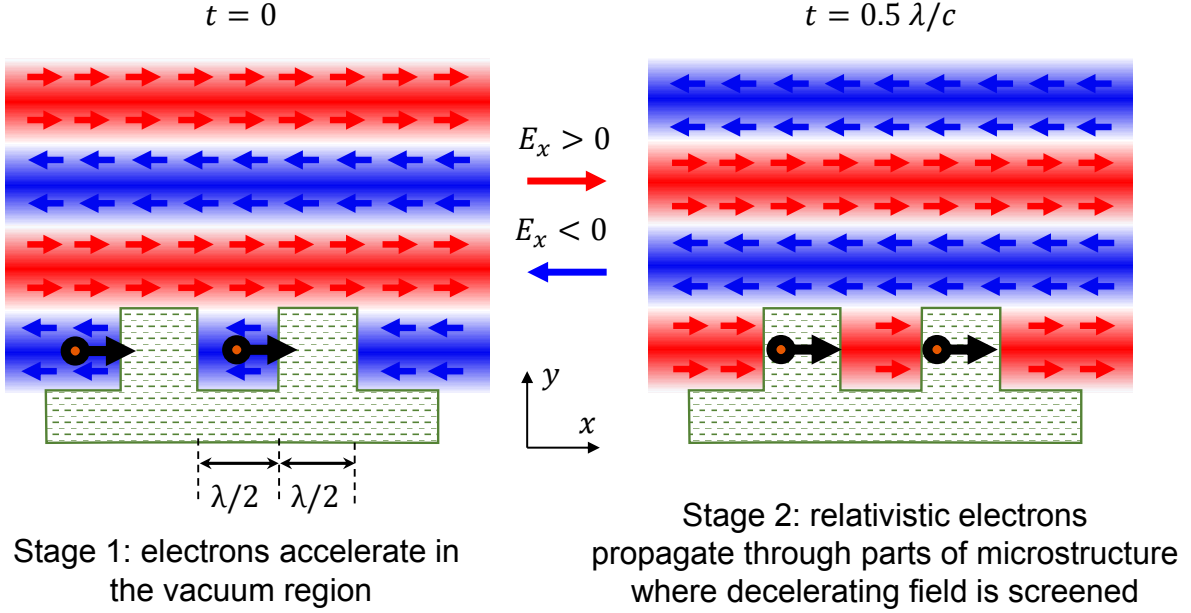 t = 0
t = 0.5 λ/c
E_x > 0
E_x < 0
y
x
λ/2 λ/2
Stage 1: electrons accelerate in
the vacuum region
Stage 2: relativistic electrons
propagate through parts of microstructure
where decelerating field is screened